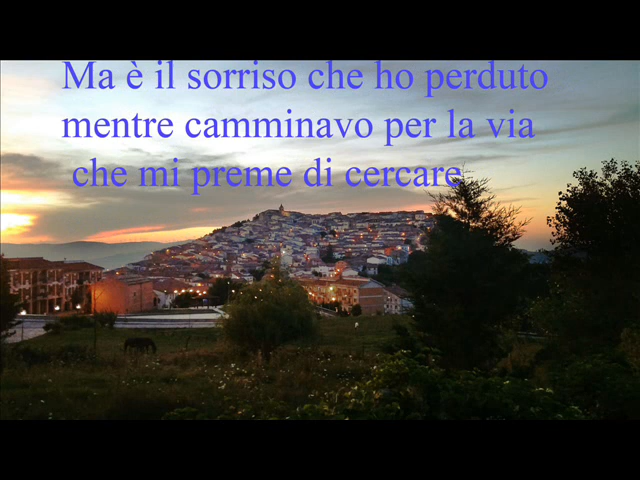 Ma è il sorriso che ho perduto
mentre camminavo per la via
che mi preme di cercare